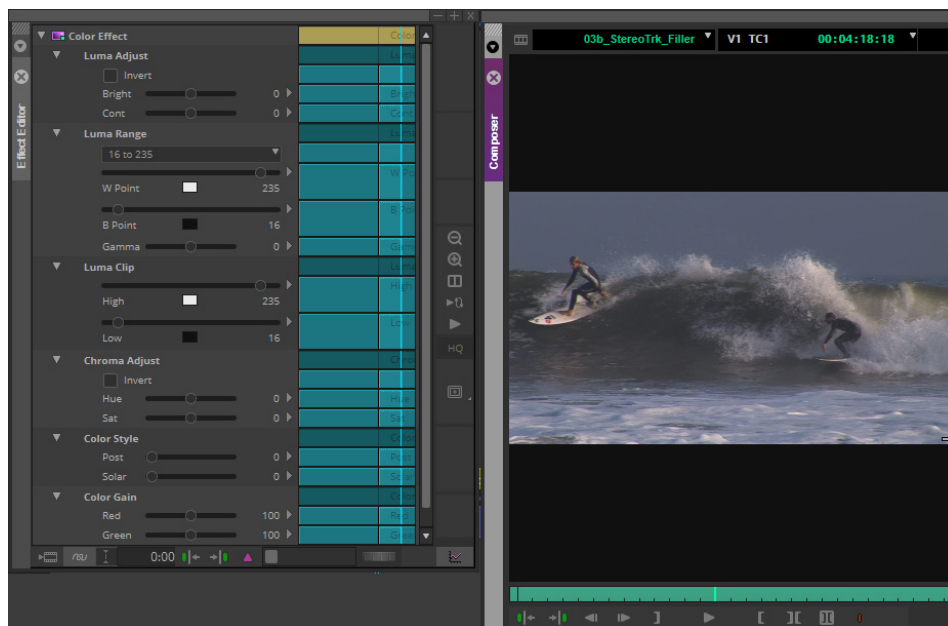 Effect Editor
Color Effect
Luma Adjust
Invert
Bright 0
Cont 0
Luma Range
16 to 235
W Point 235
B Point 16
Gamma 0
Luma Clip
High 235
Low 16
Chroma Adjust
Invert
Hue 0
Sat 0
Color Style
Post 0
Solar 0
Color Gain
Red 100
Green 100
0:00
HQ
Composer
03b_StereoTrk_Filler V1 TC1 00:04:18:18